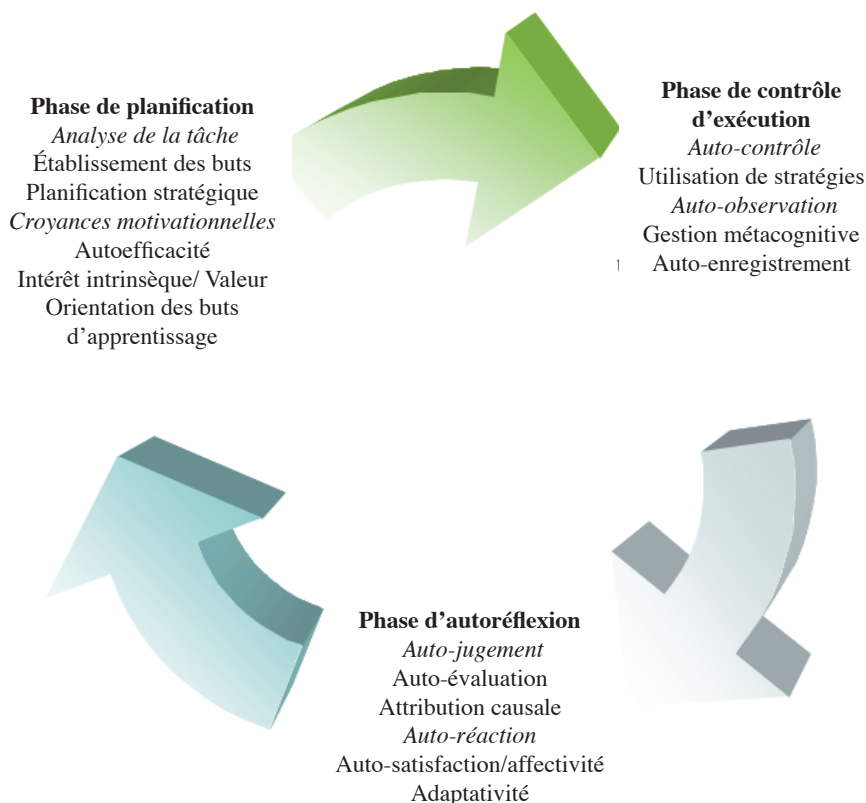 Phase de planification
Analyse de la tâche
Établissement des buts
Planification stratégique
Croyances motivationnelles
Autoefficacité
Intérêt intrinsèque/ Valeur
Orientation des buts
d’apprentissage
Phase de contrôle
d’exécution
Auto-contrôle
Utilisation de stratégies
Auto-observation
Gestion métacognitive
Auto-enregistrement
Phase d’autoréflexion
Auto-jugement
Auto-évaluation
Attribution causale
Auto-réaction
Auto-satisfaction/affectivité
Adaptativité